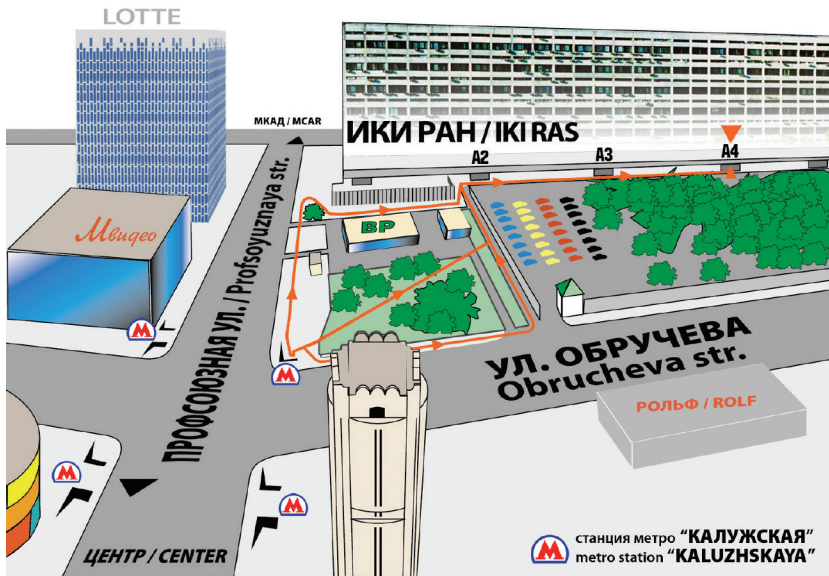 LOTTE
МКАД / MCAR
ИКИ РАН / IKI RAS
A2
A3
A4
ПРОФСОЮЗНАЯ УЛ. / Profsoyuznaya str.
BP
Мвидео
М
М
УЛ. ОБРУЧЕВА
Obrucheva str.
РОЛЬФ / ROLF
М
М
ЦЕНТР / CENTER
М
станция метро "КАЛУЖСКАЯ"
metro station "KALUZHSKAYA"